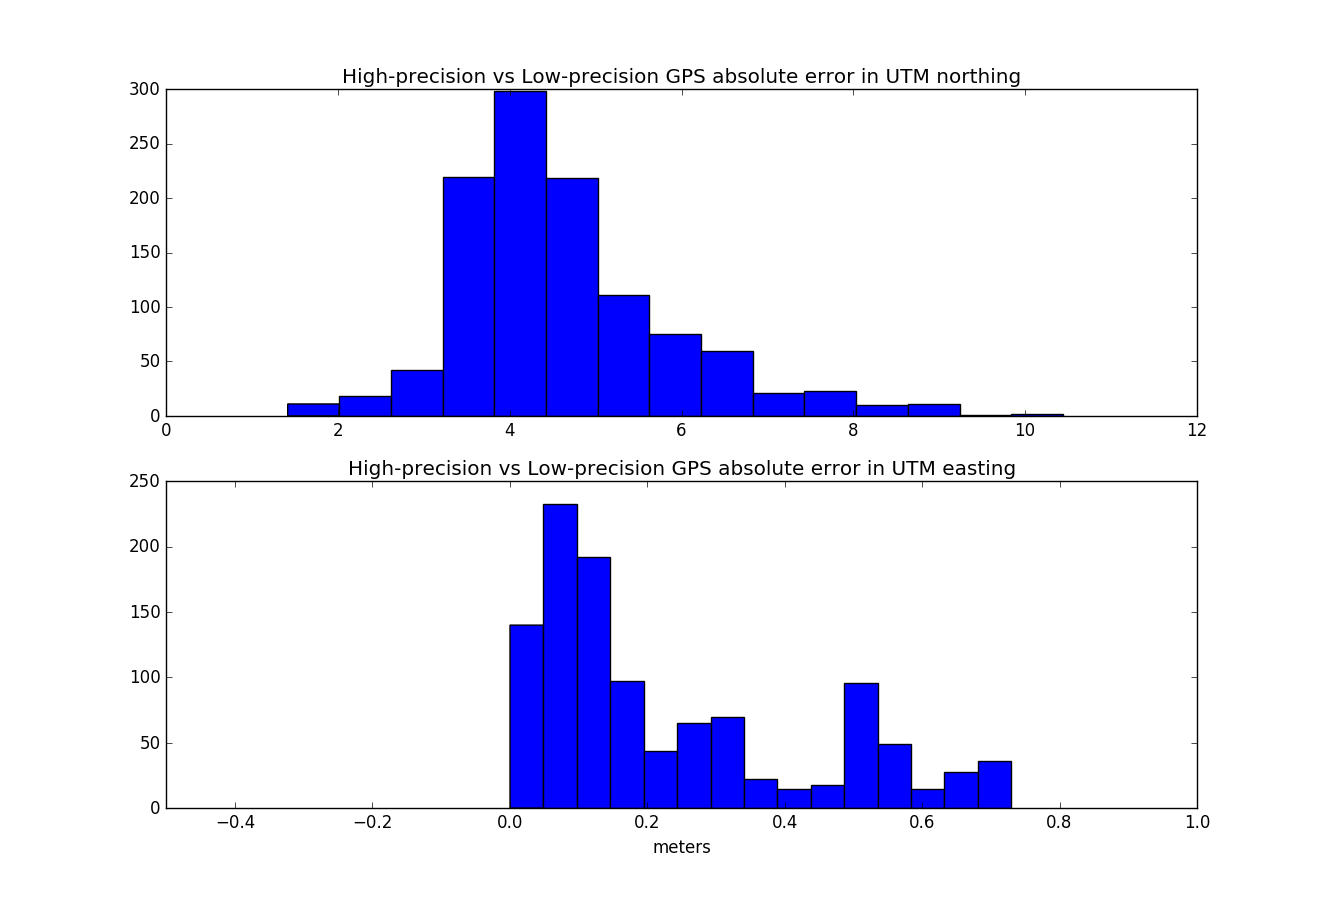 High-precision vs Low-precision GPS absolute error in UTM northing
300
250
200
150
100
50
0
0 2 4 6 8 10 12
High-precision vs Low-precision GPS absolute error in UTM easting
250
200
150
100
50
0
−0.4 −0.2 0.0 0.2 0.4 0.6 0.8 1.0
meters